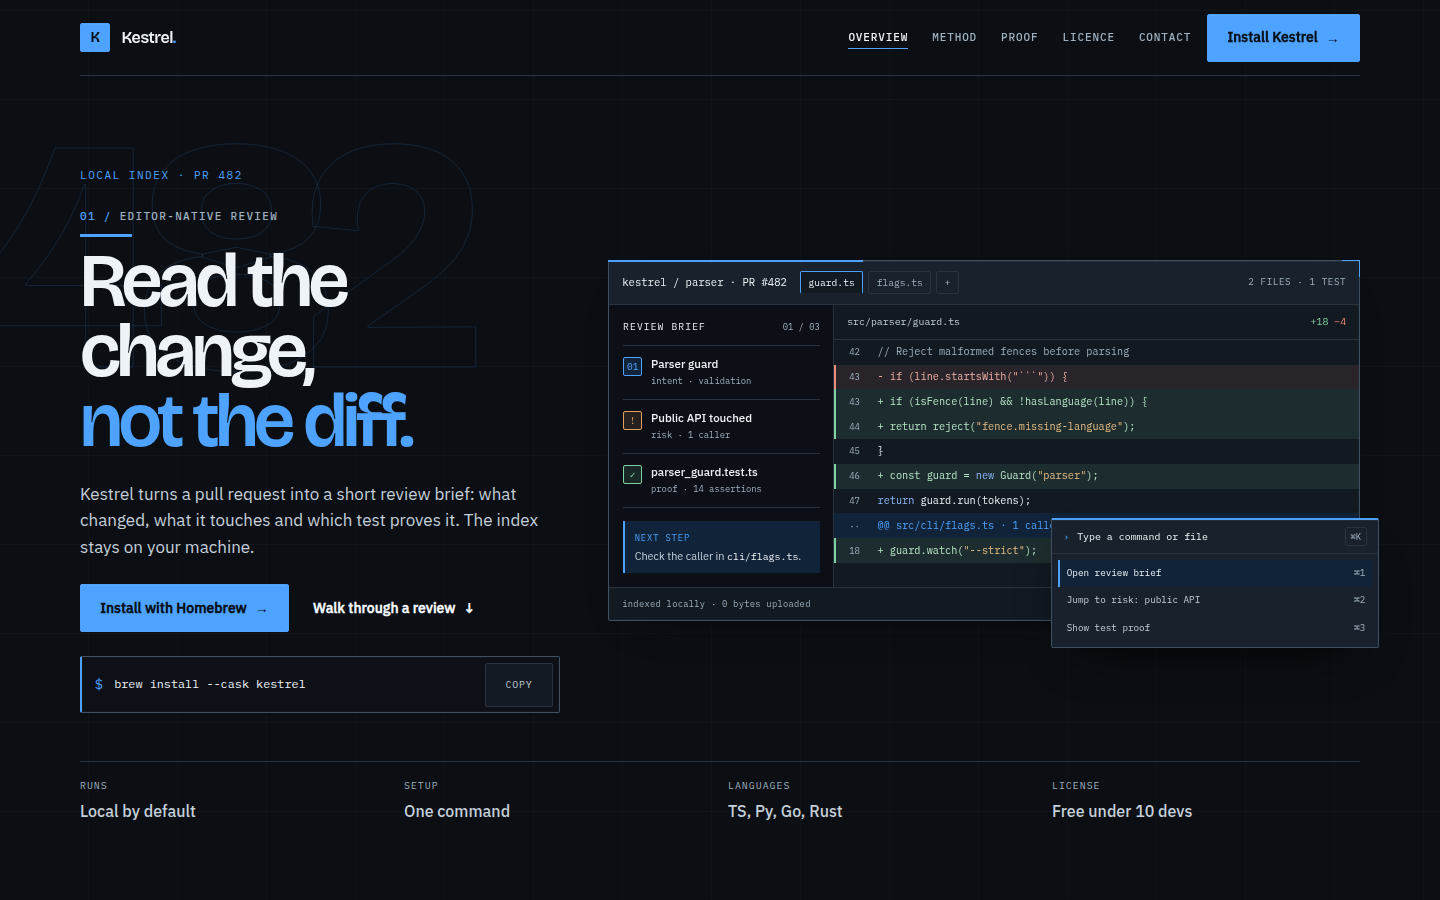 K Kestrel.
OVERVIEW METHOD PROOF LICENCE CONTACT Install Kestrel →
482
LOCAL INDEX · PR 482
01 / EDITOR-NATIVE REVIEW
Read the
change,
not the diff.
Kestrel turns a pull request into a short review brief: what
changed, what it touches and which test proves it. The index
stays on your machine.
Install with Homebrew → Walk through a review ↓
$ brew install --cask kestrel COPY
kestrel / parser · PR #482 guard.ts flags.ts + 2 FILES · 1 TEST
REVIEW BRIEF 01 / 03
01 Parser guard
intent · validation
! Public API touched
risk · 1 caller
✓ parser_guard.test.ts
proof · 14 assertions
NEXT STEP
Check the caller in cli/flags.ts.
src/parser/guard.ts +18 −4
42 // Reject malformed fences before parsing
43 - if (line.startsWith("```")) {
43 + if (isFence(line) && !hasLanguage(line)) {
44 + return reject("fence.missing-language");
45 }
46 + const guard = new Guard("parser");
47 return guard.run(tokens);
·· @@ src/cli/flags.ts · 1 calle
18 + guard.watch("--strict");
indexed locally · 0 bytes uploaded
› Type a command or file ⌘K
Open review brief ⌘1
Jump to risk: public API ⌘2
Show test proof ⌘3
RUNS
Local by default
SETUP
One command
LANGUAGES
TS, Py, Go, Rust
LICENSE
Free under 10 devs